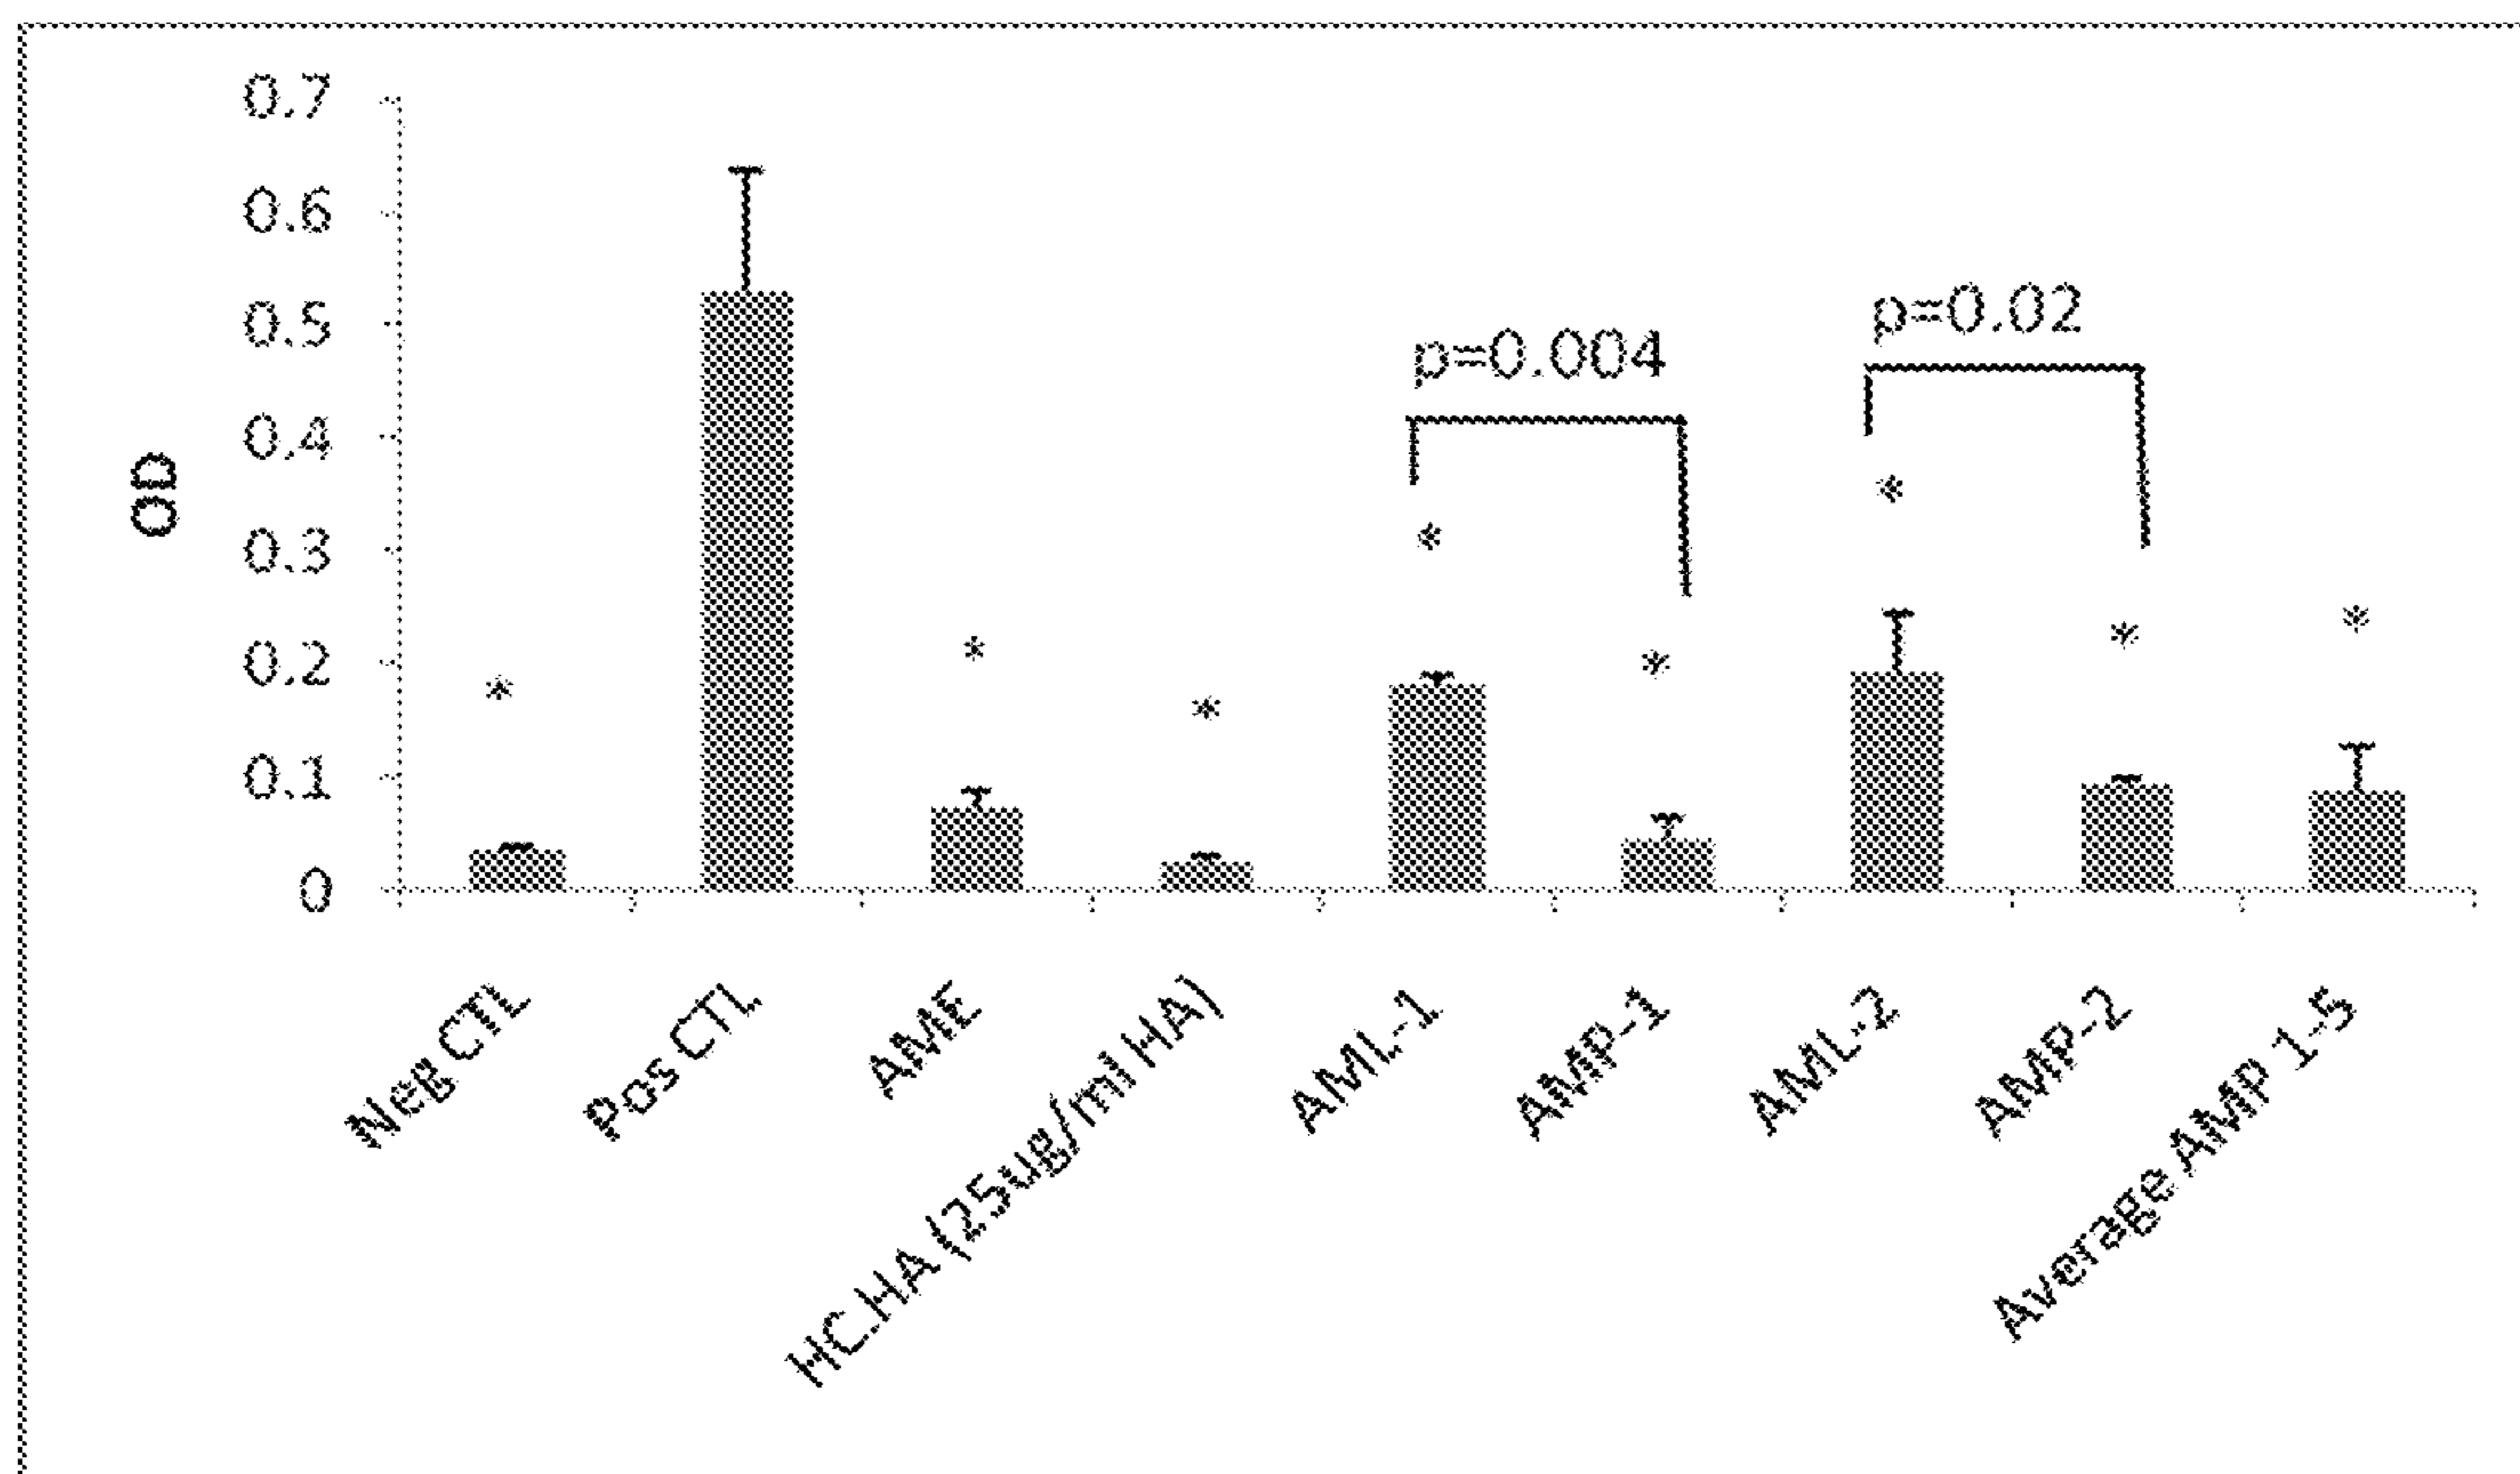 0.7
0.6
0.5
0.4
0.3
0.2
0.1
0
OD
p=0.004
p=0.02
*
*
*
*
*
*
*
*
Neg CTL
Pos CTL
AME
HC.HA (25ug/ml HA)
AML-1
AMP-1
AML-2
AMP-2
Average AMP 1-5